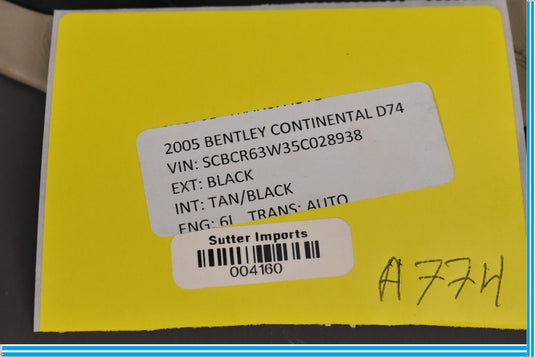 2005 BENTLEY CONTINENTAL D74
VIN: SCBCR63W35C028938
EXT: BLACK
INT: TAN/BLACK
ENG: 6L TRANS: AUTO
Sutter Imports
004160
A774